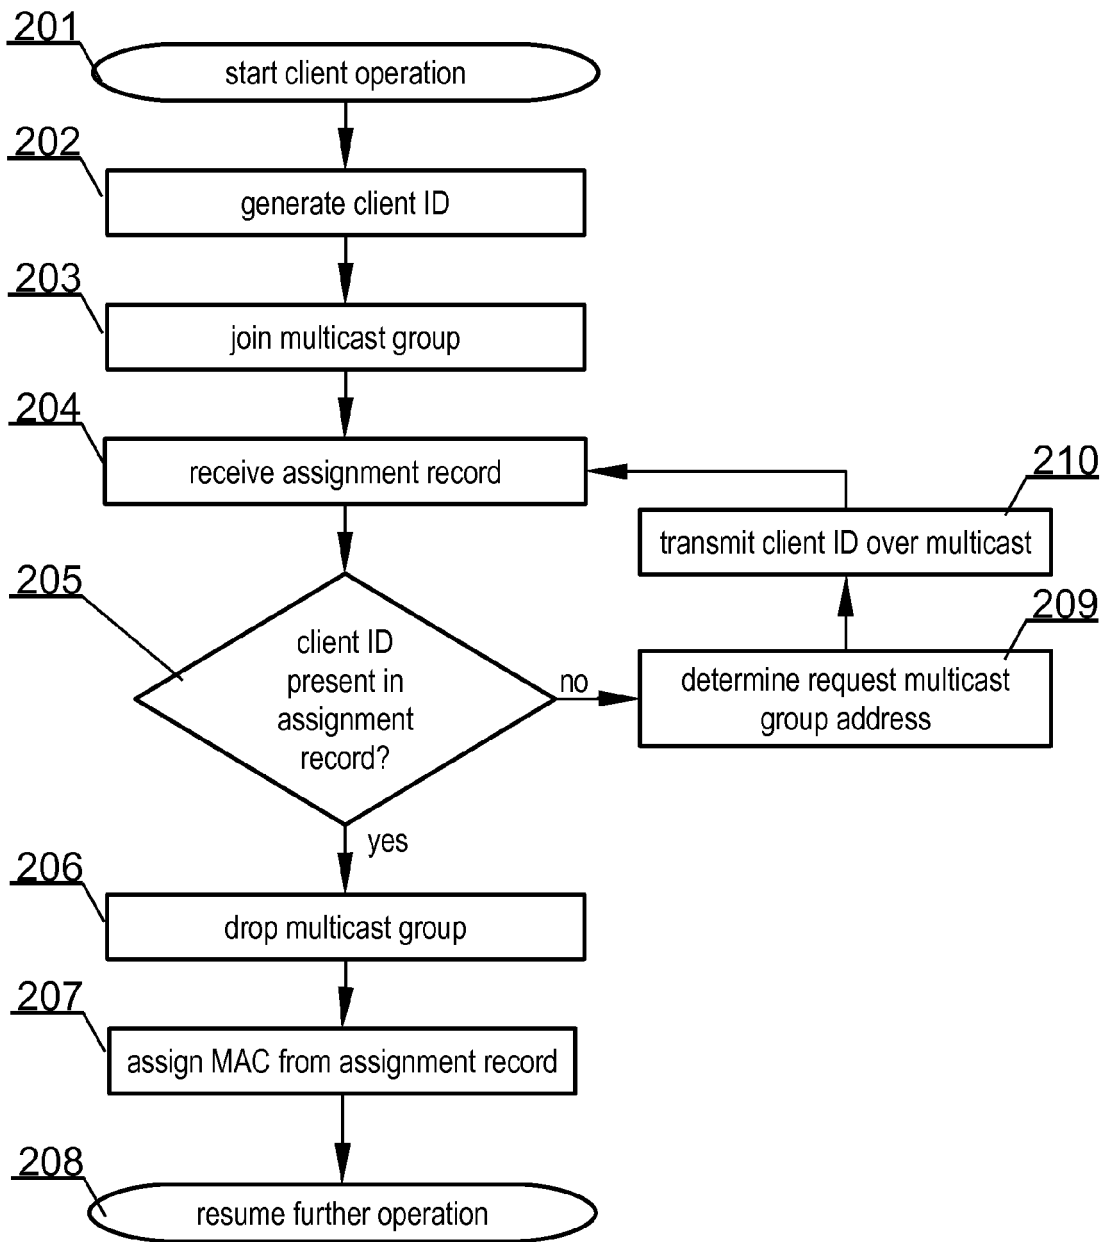 201
start client operation
202
generate client ID
203
join multicast group
204
receive assignment record
210
transmit client ID over multicast
205
client ID
present in
assignment
record?
no
209
determine request multicast
group address
yes
206
drop multicast group
207
assign MAC from assignment record
208
resume further operation